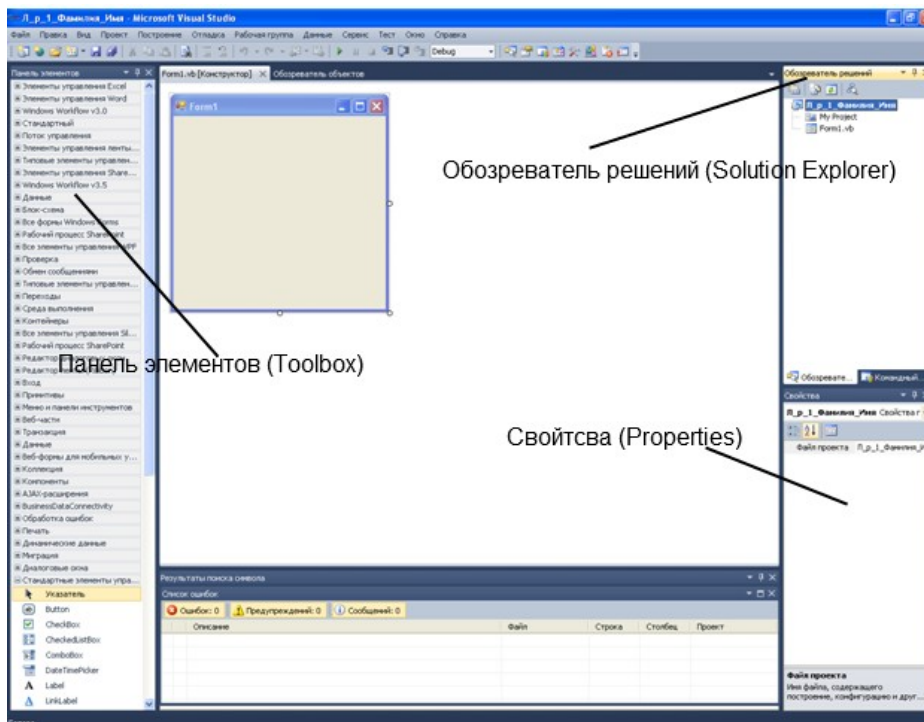 Л_р_1_Фамилия_Имя - Microsoft Visual Studio
Файл Правка Вид Проект Построение Отладка Рабочая группа Данные Сервис Тест Окно Справка
Debug
Панель элементов
Form1.vb [Конструктор] Обозреватель объектов
Обозреватель решений
Элементы управления Excel
Элементы управления Word
Windows Workflow v3.0
Стандартный
Поток управления
Элементы управления ленты...
Типовые элементы управлен...
Элементы управления Share...
Windows Workflow v3.5
Данные
Блок-схема
Все формы Windows Forms
Рабочий процесс SharePoint
Все элементы управления WPF
Проверка
Обмен сообщениями
Типовые элементы управлен...
Переходы
Среда выполнения
Контейнеры
Все элементы управления Sil...
Рабочий процесс SharePoint
Редактор
Редактор
Вход
Примитивы
Меню и панели инструментов
Веб-части
Транзакция
Данные
Веб-формы для мобильных у...
Коллекция
Компоненты
AJAX-расширения
BusinessDataConnectivity
Обработка ошибок
Печать
Динамические данные
Миграция
Диалоговые окна
Стандартные элементы упра...
Указатель
Button
CheckBox
CheckedListBox
ComboBox
DateTimePicker
Label
LinkLabel
Form1
Л_р_1_Фамилия_Имя
My Project
Form1.vb
Обозреватель решений (Solution Explorer)
Панель элементов (Toolbox)
Свойтсва (Properties)
Обозревате... Командный...
Свойства
Л_р_1_Фамилия_Имя Свойства г
Файл проекта Л_р_1_Фамилия_И
Результаты поиска символа
Список ошибок
Ошибок: 0 Предупреждений: 0 Сообщений: 0
Описание Файл Строка Столбец Проект
Файл проекта
Имя файла, содержащего
построение, конфигурацию и друг...